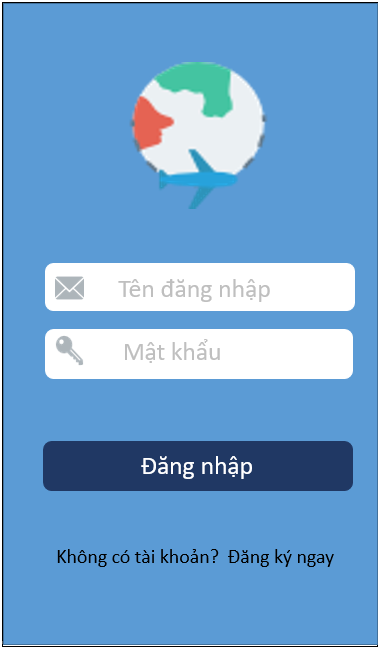 Tên đăng nhập
Mật khẩu
Đăng nhập
Không có tài khoản? Đăng ký ngay